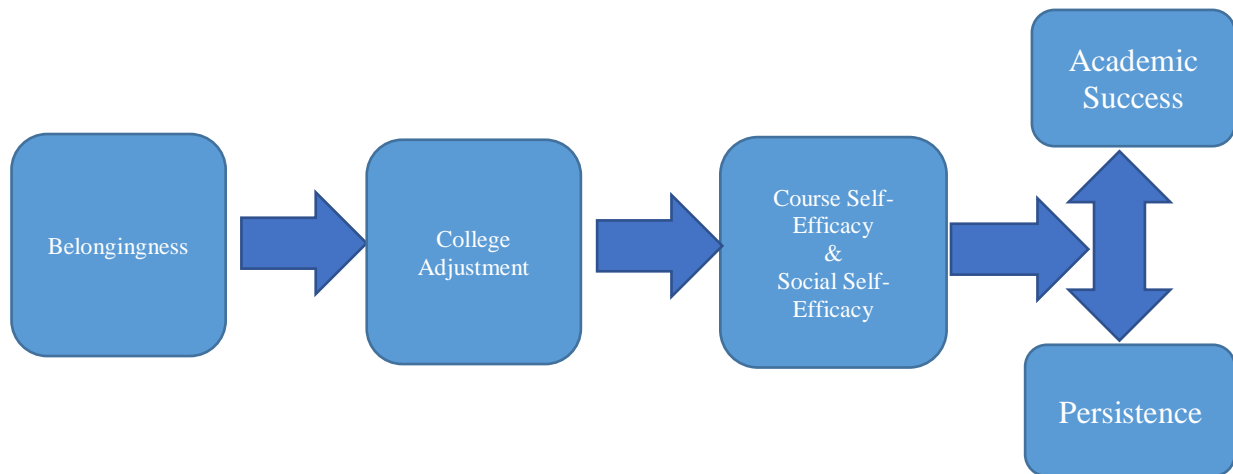 Belongingness
College
Adjustment
Course Self-
Efficacy
&
Social Self-
Efficacy
Academic
Success
Persistence